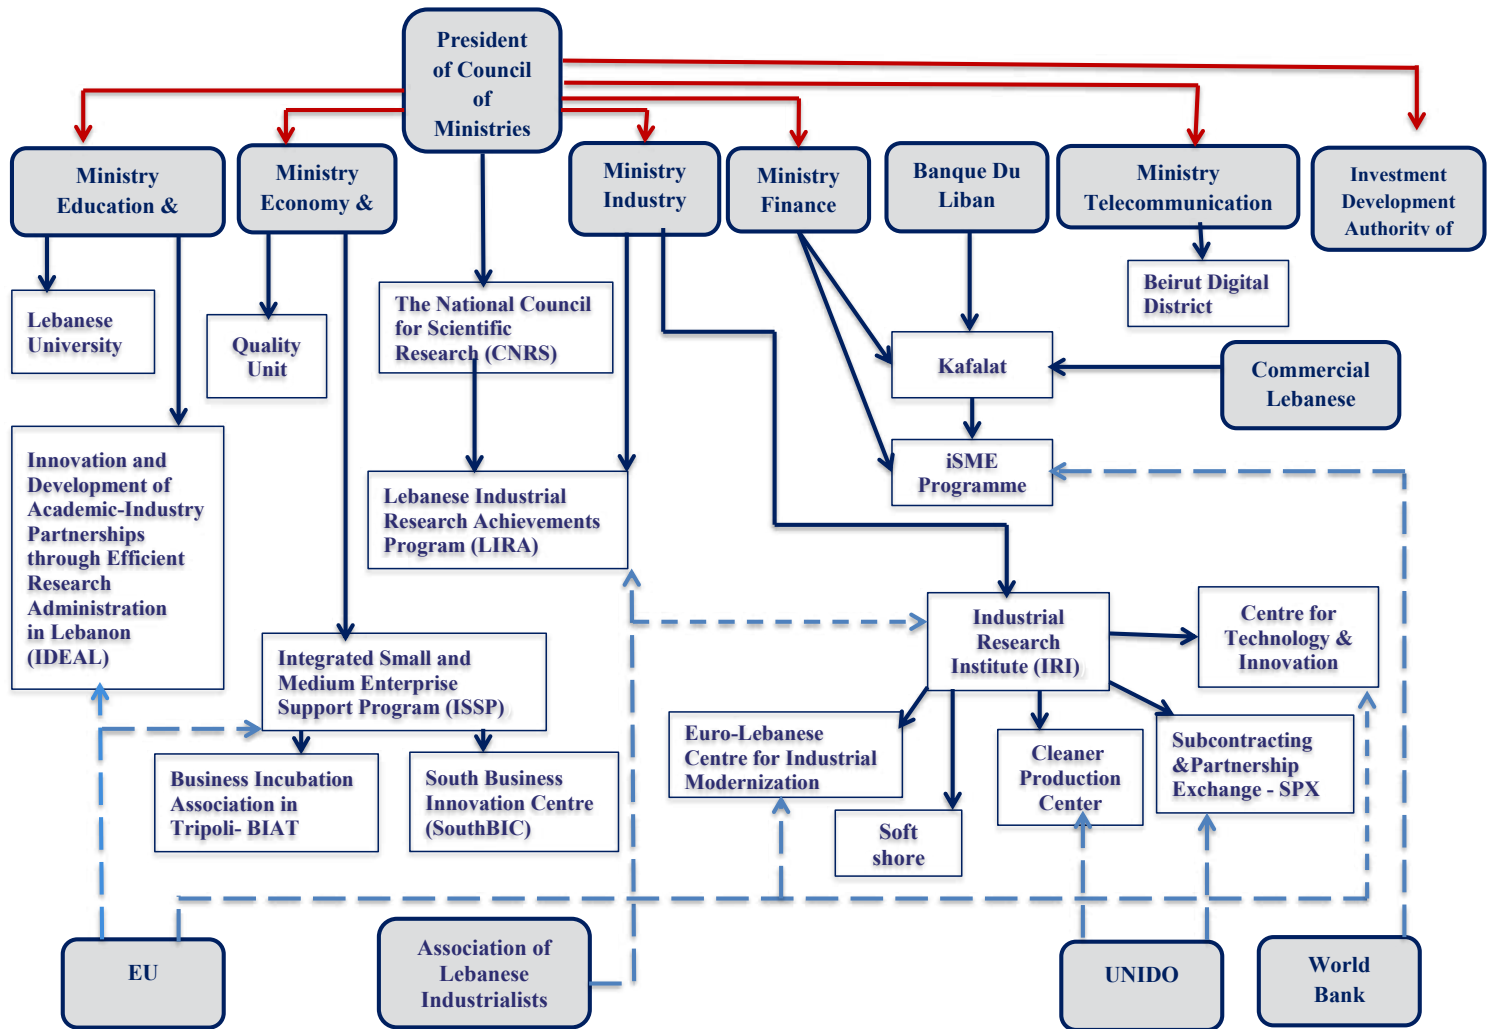 President
of Council
of
Ministries
Ministry
Education &
Ministry
Economy &
Ministry
Industry
Ministry
Finance
Banque Du
Liban
Ministry
Telecommunication
Investment
Development
Authority of
Lebanese
University
Quality
Unit
The National Council
for Scientific
Research (CNRS)
Beirut Digital
District
Kafalat
Commercial
Lebanese
Innovation and
Development of
Academic-Industry
Partnerships
through Efficient
Research
Administration
in Lebanon
(IDEAL)
Lebanese Industrial
Research Achievements
Program (LIRA)
iSME
Programme
Integrated Small and
Medium Enterprise
Support Program (ISSP)
Industrial
Research
Institute (IRI)
Centre for
Technology &
Innovation
Business Incubation
Association in
Tripoli- BIAT
South Business
Innovation Centre
(SouthBIC)
Euro-Lebanese
Centre for Industrial
Modernization
Soft
shore
Cleaner
Production
Center
Subcontracting
&Partnership
Exchange - SPX
EU
Association of
Lebanese
Industrialists
UNIDO
World
Bank